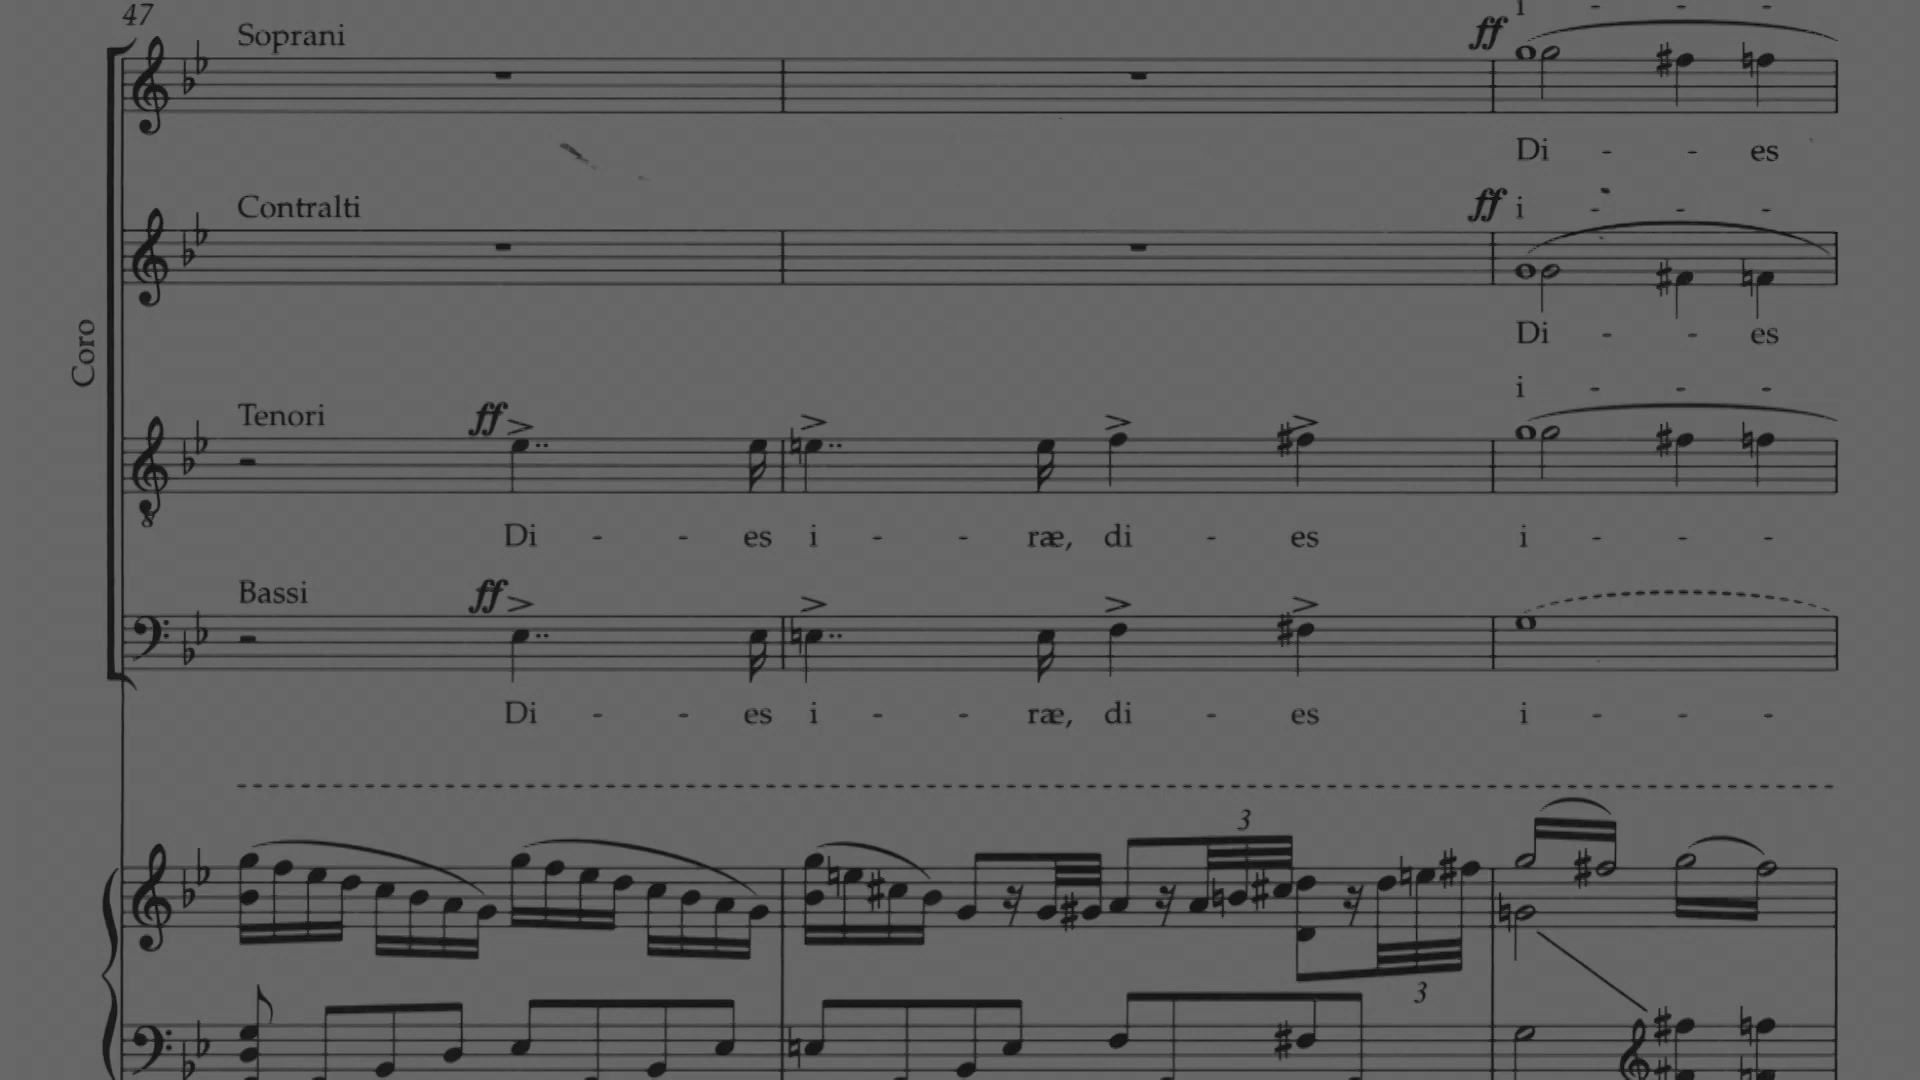 47
Soprani
ff i - - -
Di - - es
Contralti
ff i - - -
Di - - es
i - - -
Tenori ff
8
Di - - es i - - ræ, di - es i - - -
Bassi ff
Di - - es i - - ræ, di - es i - - -
Coro
3
3